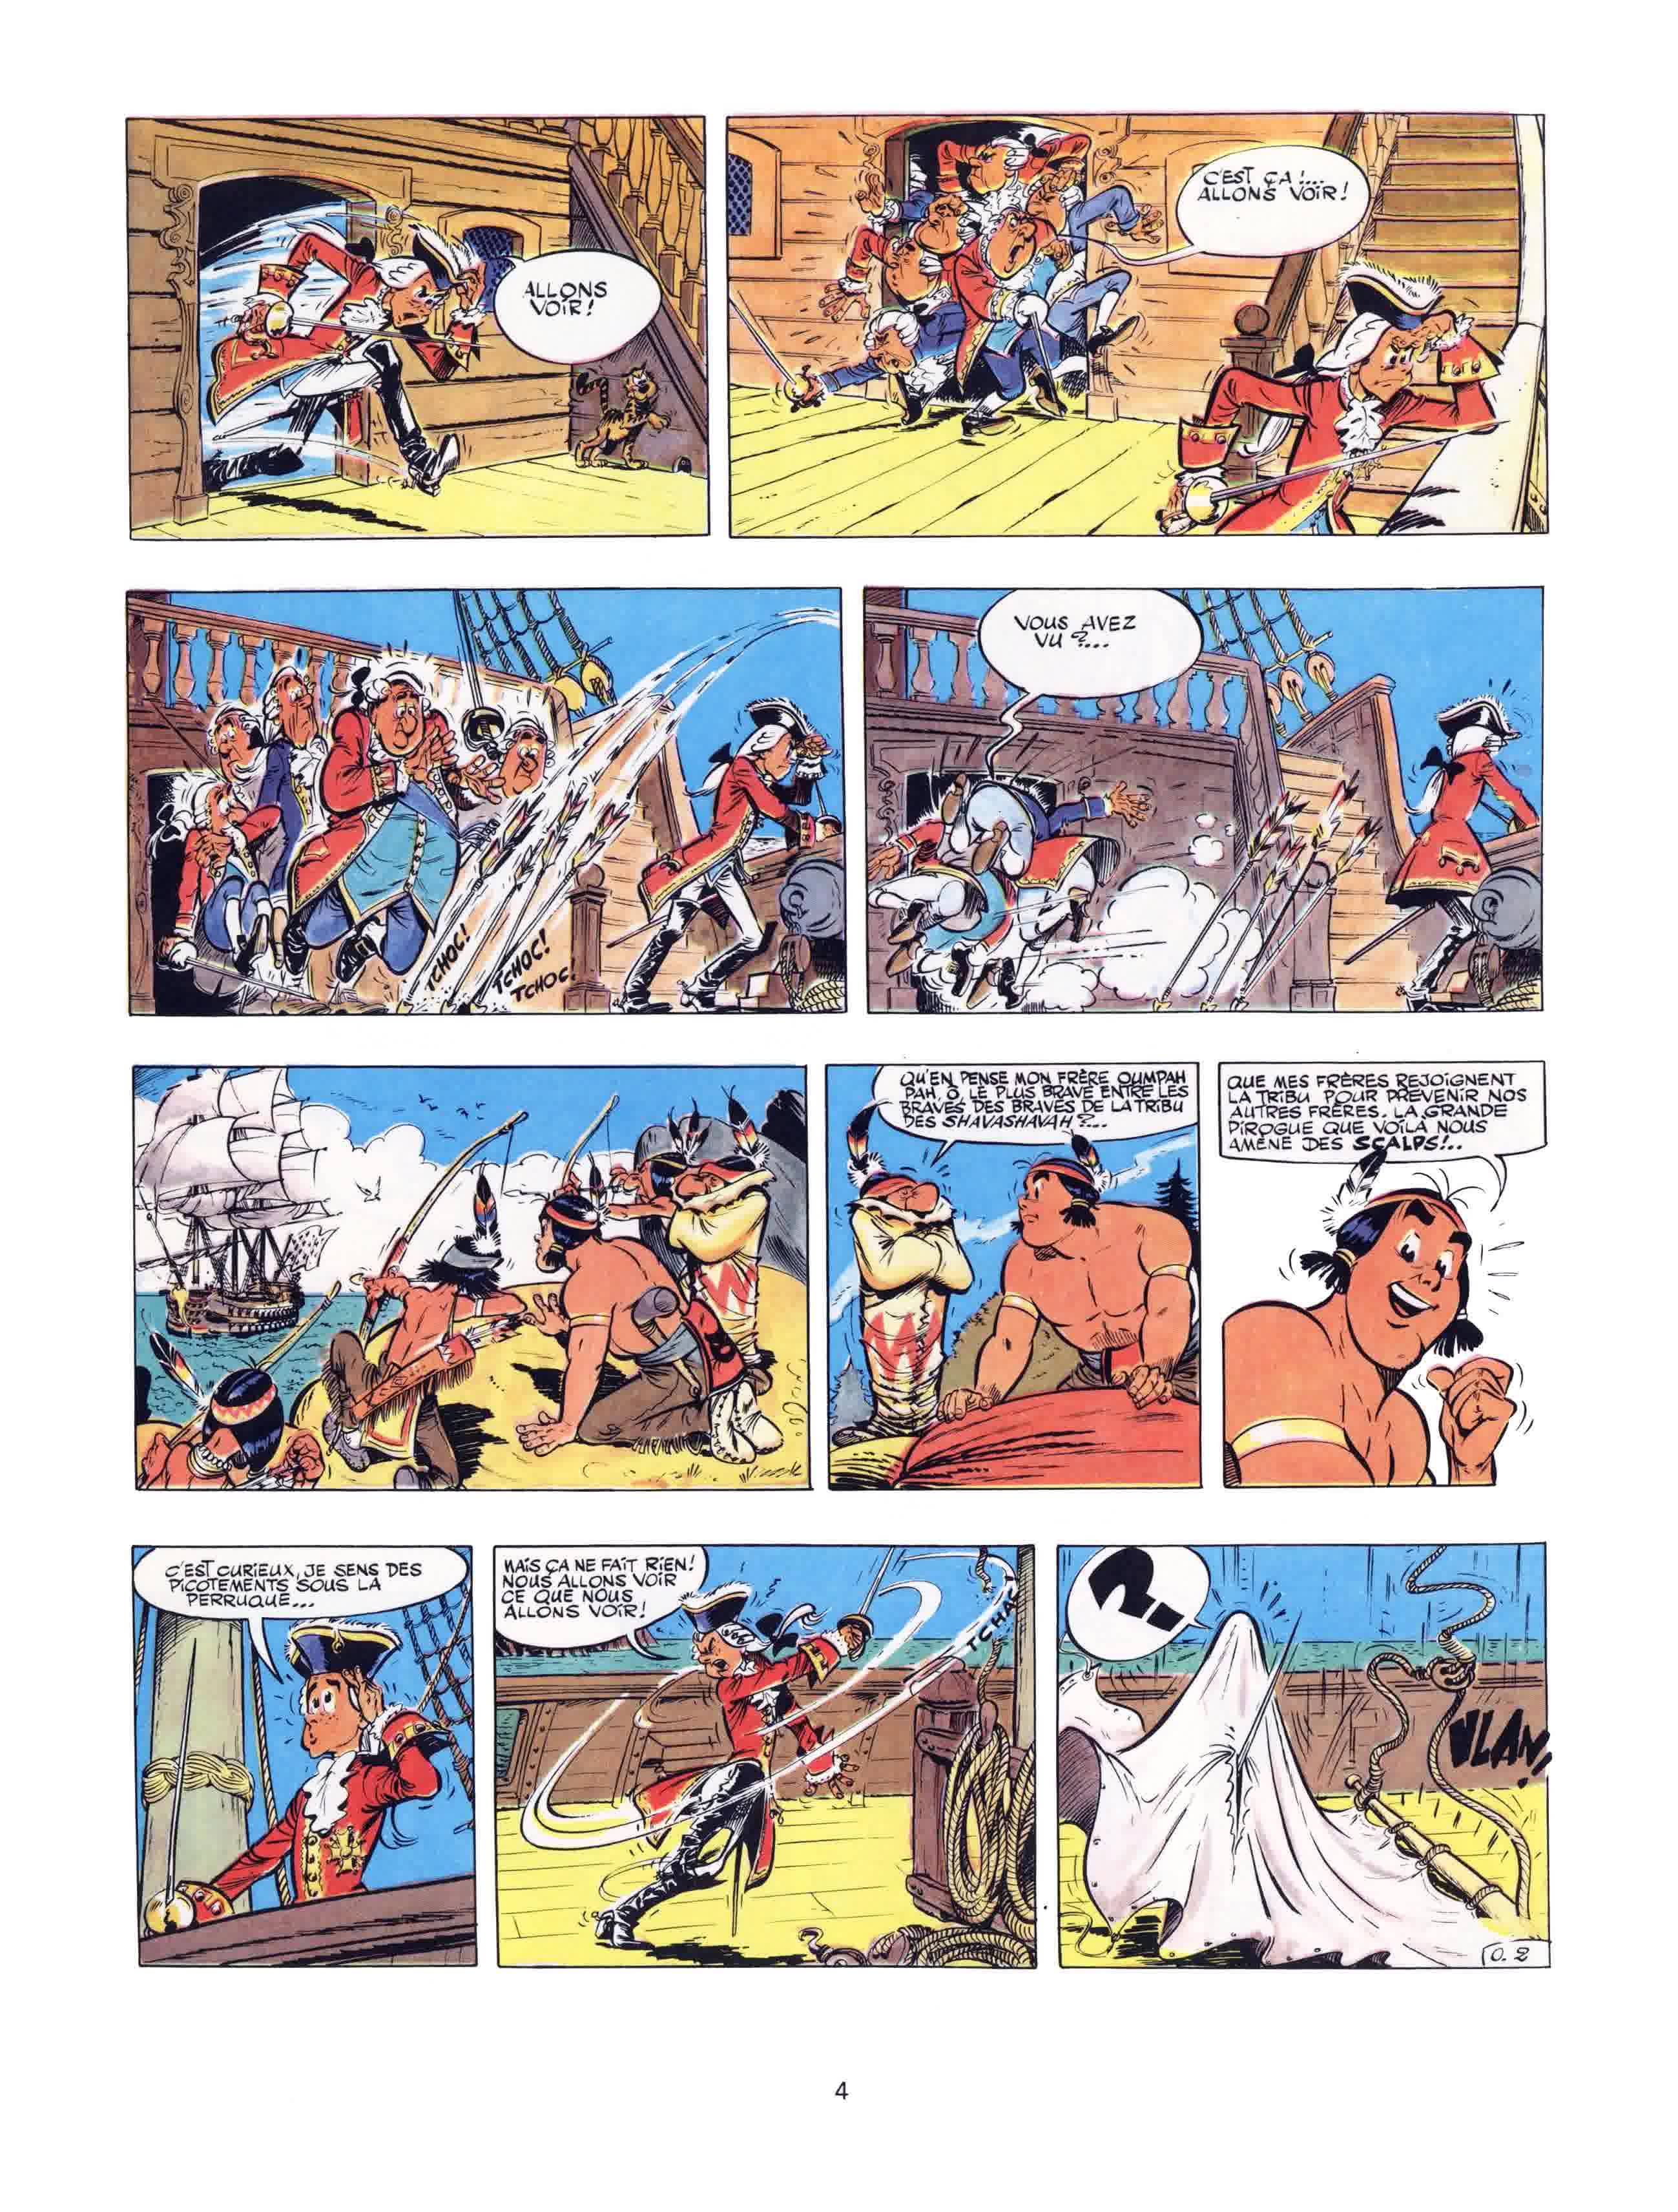 ALLONS
VOiR!
C'EST ÇA!...
ALLONS VOiR!
TCHOC!
TCHOC!
TCHOC!
VOUS AVEZ
VU?...
QU'EN PENSE MON FRÈRE OUMPAH
PAH, Ô, LE PLUS BRAVE ENTRE LES
BRAVES DES BRAVES DE LA TRiBU
DES SHAVASHAVAH?...
QUE MES FRÈRES REJOiGNENT
LA TRiBU POUR PRÉVENiR NOS
AUTRES FRÈRES. LA GRANDE
PiROGUE QUE VOiLÀ NOUS
AMÈNE DES SCALPS!..
C'EST CURiEUX, JE SENS DES
PiCOTEMENTS SOUS LA
PERRUQUE...
MAiS ÇA NE FAiT RiEN!
NOUS ALLONS VOiR
CE QUE NOUS
ALLONS VOiR!
TCHAC!
?!
VLAN!
O. 2
4